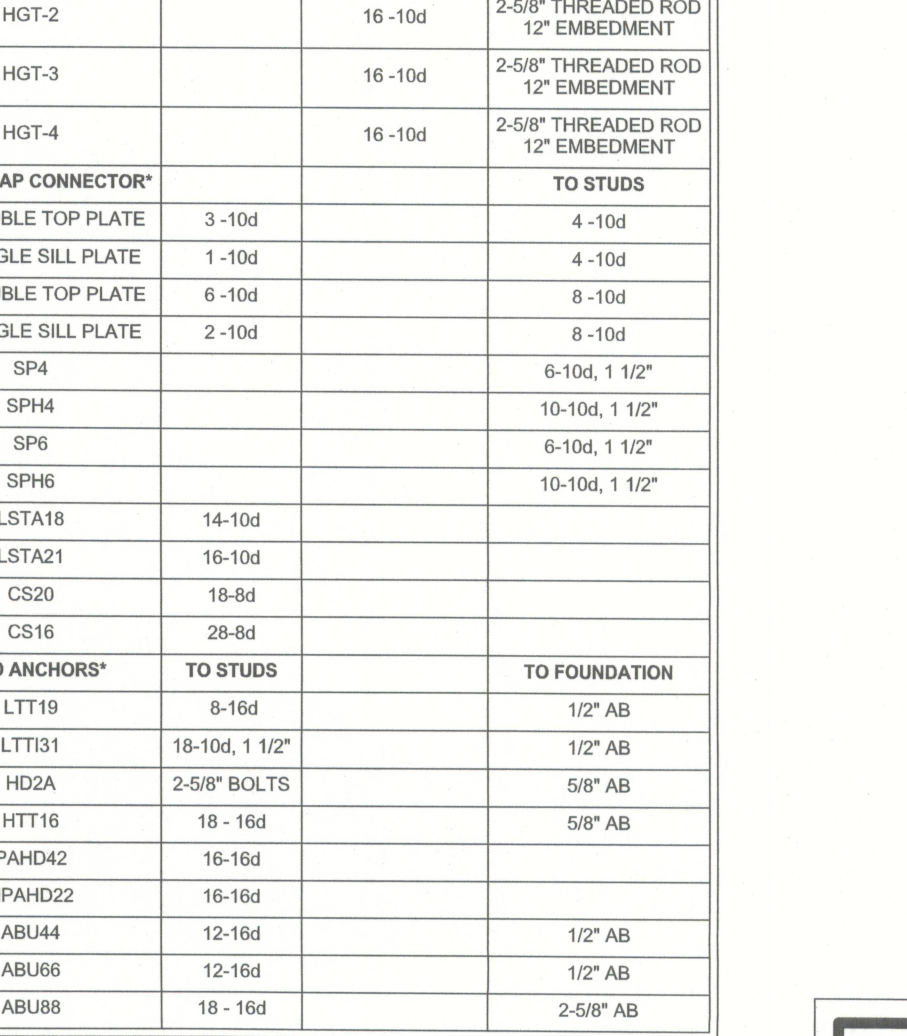 HGT-2 16 -10d 2-5/8" THREADED ROD
12" EMBEDMENT
HGT-3 16 -10d 2-5/8" THREADED ROD
12" EMBEDMENT
HGT-4 16 -10d 2-5/8" THREADED ROD
12" EMBEDMENT
AP CONNECTOR* TO STUDS
BLE TOP PLATE 3 -10d 4 -10d
GLE SILL PLATE 1 -10d 4 -10d
BLE TOP PLATE 6 -10d 8 -10d
GLE SILL PLATE 2 -10d 8 -10d
SP4 6-10d, 1 1/2"
SPH4 10-10d, 1 1/2"
SP6 6-10d, 1 1/2"
SPH6 10-10d, 1 1/2"
LSTA18 14-10d
LSTA21 16-10d
CS20 18-8d
CS16 28-8d
ANCHORS* TO STUDS TO FOUNDATION
LTT19 8-16d 1/2" AB
LTTI31 18-10d, 1 1/2" 1/2" AB
HD2A 2-5/8" BOLTS 5/8" AB
HTT16 18 - 16d 5/8" AB
PAHD42 16-16d
PAHD22 16-16d
ABU44 12-16d 1/2" AB
ABU66 12-16d 1/2" AB
ABU88 18 - 16d 2-5/8" AB